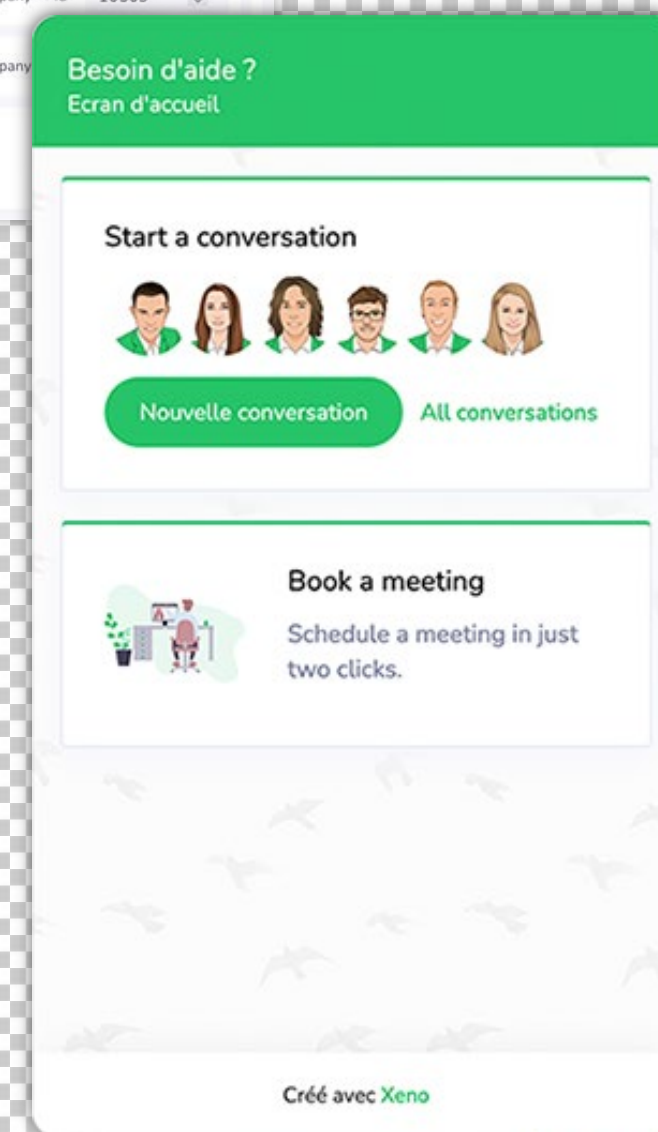 pany
Besoin d'aide ?
Ecran d'accueil
Start a conversation
Nouvelle conversation
All conversations
Book a meeting
Schedule a meeting in just
two clicks.
Créé avec Xeno